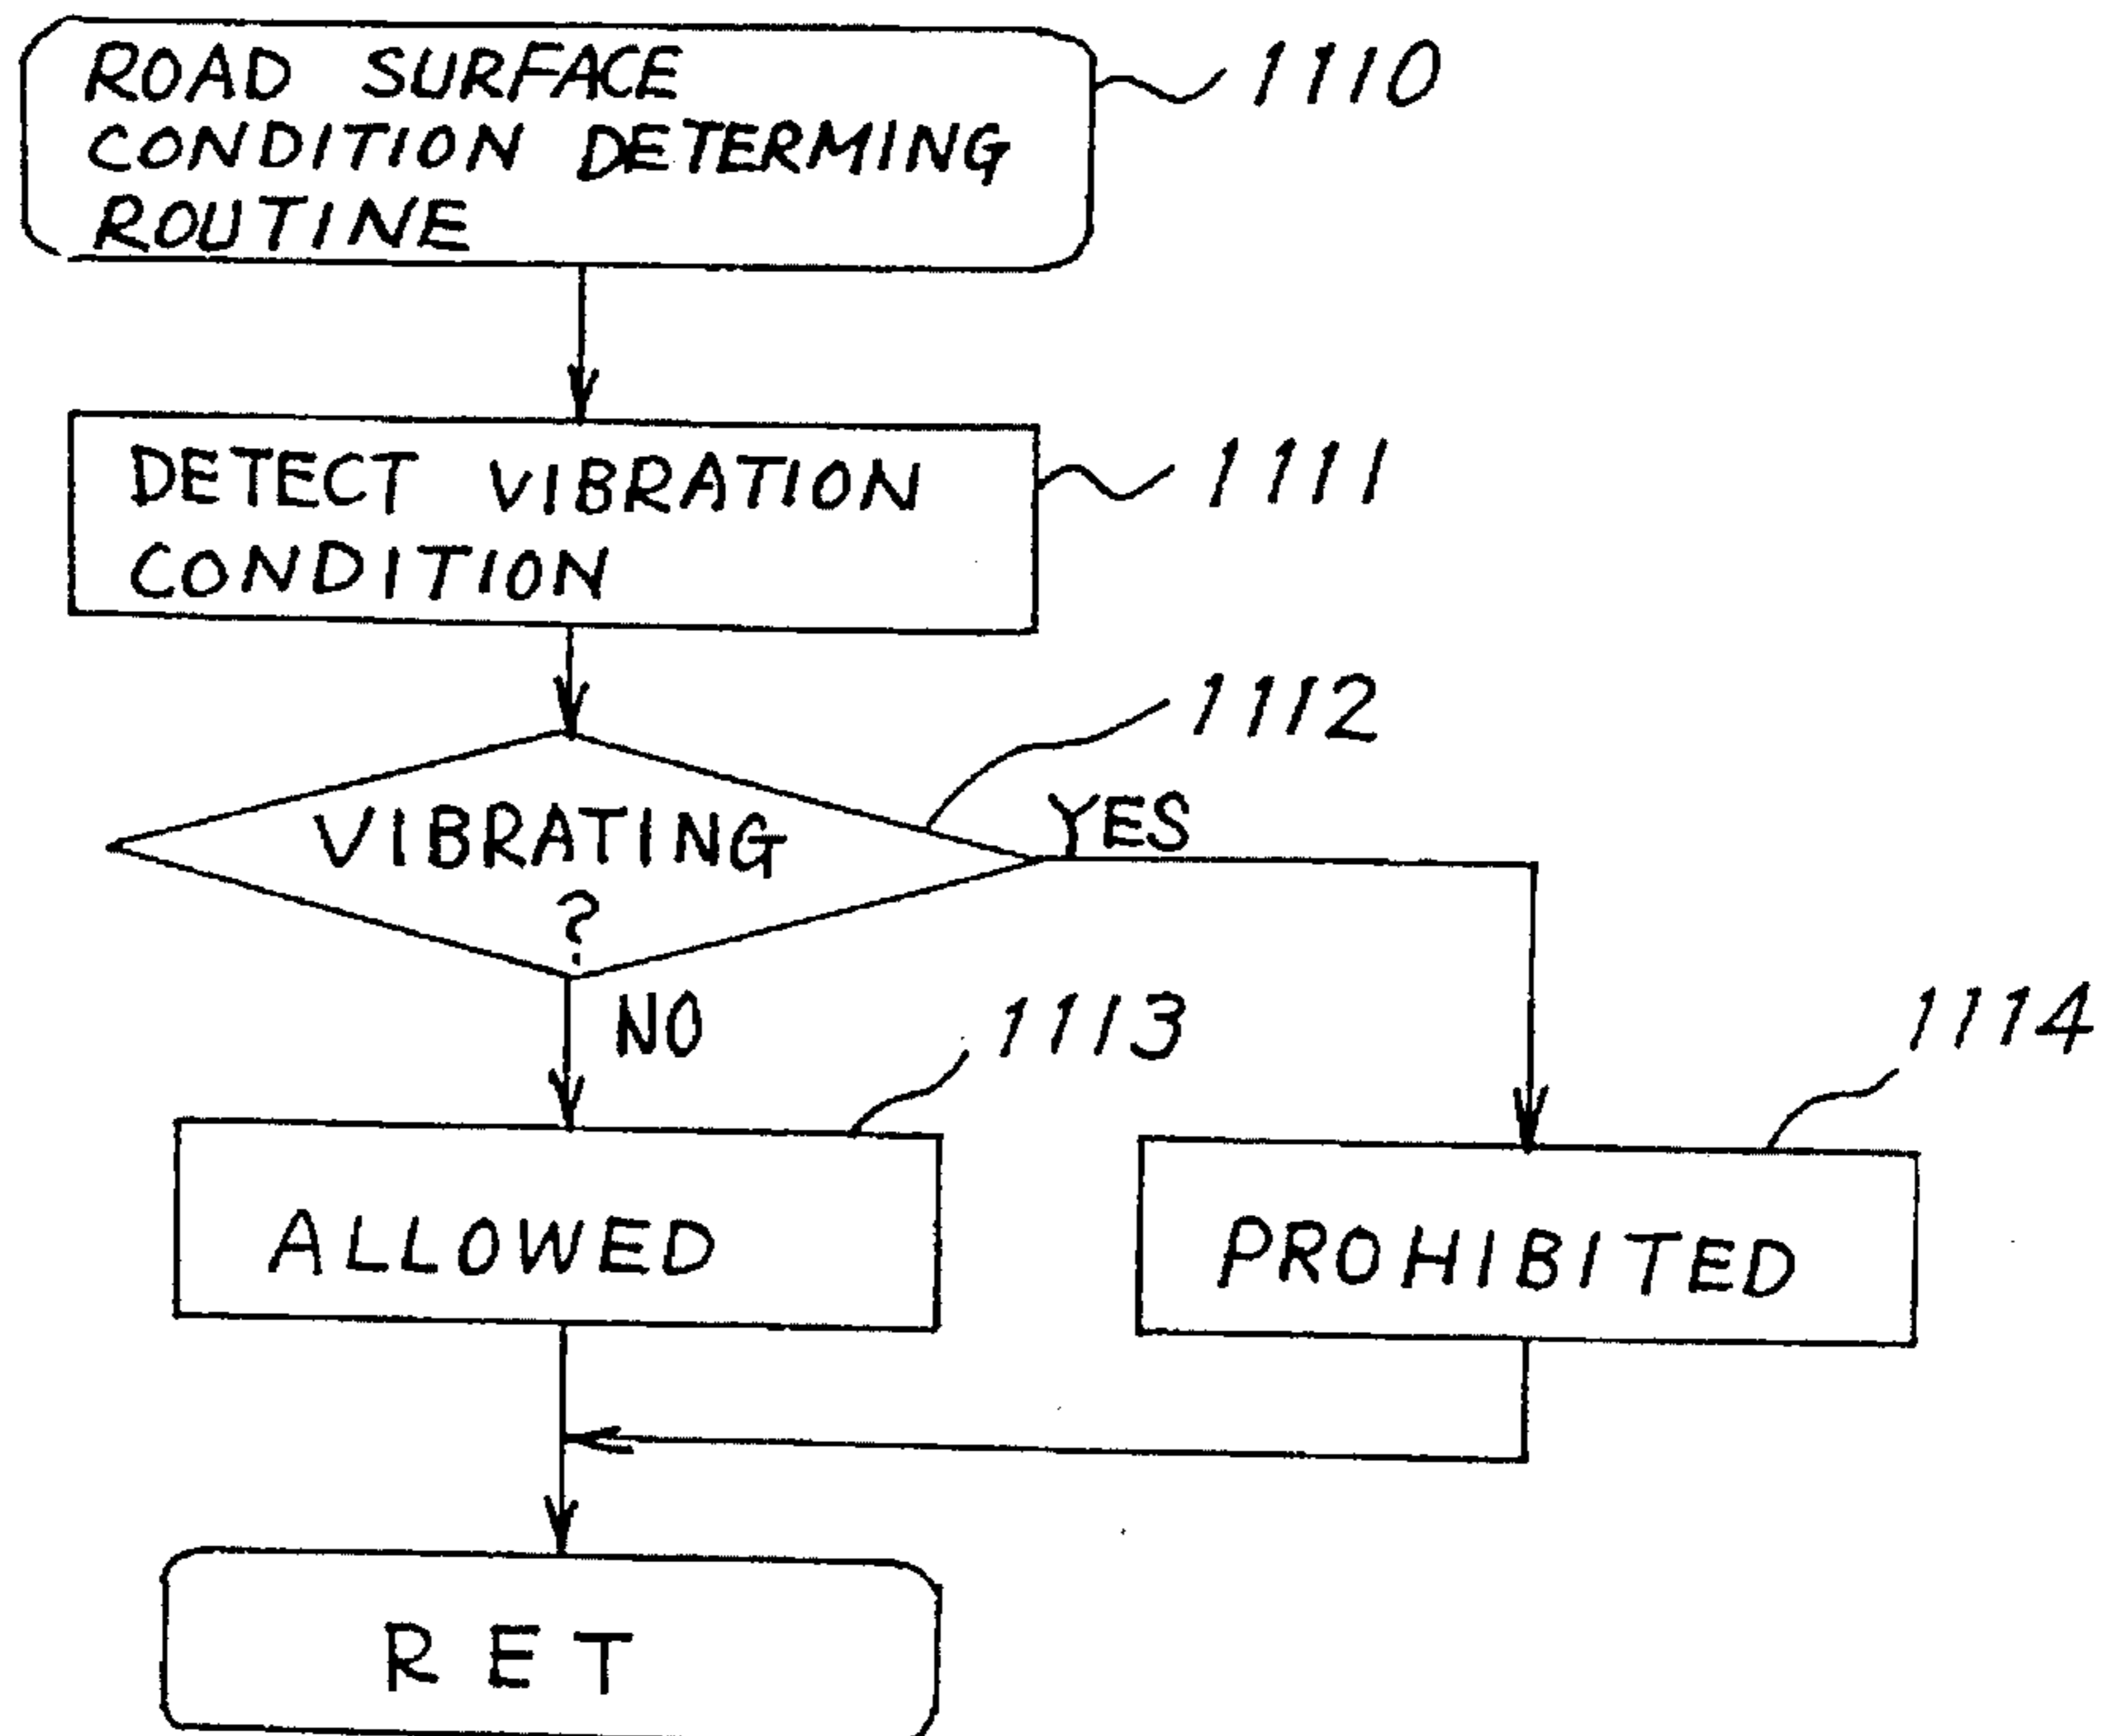 ROAD SURFACE
CONDITION DETERMING
ROUTINE
1110
DETECT VIBRATION
CONDITION
1111
1112
VIBRATING
?
YES
NO
1113
1114
ALLOWED
PROHIBITED
RET